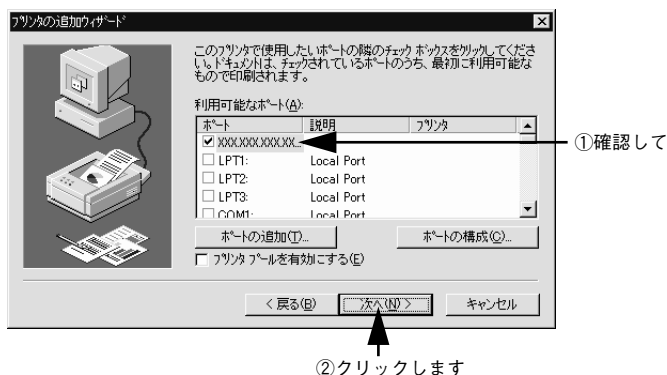 プリンタの追加ウィザード
このプリンタで使用したいポートの隣のチェック ボックスをクリックしてくださ
い。ドキュメントは、チェックされているポートのうち、最初に利用可能な
もので印刷されます。
利用可能なポート(A):
ポート 説明 プリンタ
XXX.XXX.XXX.XX...
LPT1: Local Port
LPT2: Local Port
LPT3: Local Port
COM1: Local Port
ポートの追加(T)... ポートの構成(C)...
プリンタ プールを有効にする(E)
< 戻る(B) 次へ(N) > キャンセル
①確認して
②クリックします